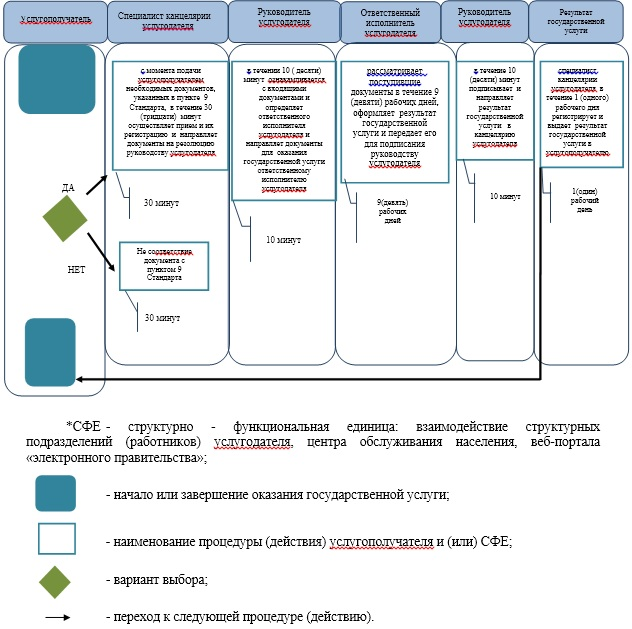 Услугополучатель
Специалист канцелярии
услугодателя
Руководитель
услугодателя
Ответственный
исполнитель
услугодателя
Руководитель
услугодателя
Результат
государственной
услуги
с момента подачи
услугополучателем
необходимых документов,
указанных в пункте 9
Стандарта, в течение 30
(тридцати) минут
осуществляет прием и их
регистрацию и направляет
документы на резолюцию
руководству услугодателя
30 минут
ДА
НЕТ
Не соответствие
документа с
пунктом 9
Стандарта
30 минут
в течении 10 ( десяти)
минут ознакамливается
с входящими
документами и
определяет
ответственного
исполнителя
услугодателя и
направляет документы
для оказания
государственной услуги
ответственному
исполнителю
услугодателя
10 минут
рассматривает
поступившие
документы в течение 9
(девяти) рабочих дней,
оформляет результат
государственной
услуги и передает его
для подписания
руководству
услугодателя
9(девять)
рабочих
дней
в течение 10
(десяти) минут
подписывает и
направляет
результат
государственной
услуги в
канцелярию
услугодателя
10 минут
специалист
канцелярии
услугодателя в
течение 1 (одного)
рабочего дня
регистрирует и
выдает результат
государственной
услуги в
услугополучателю
1(один)
рабочий
день
*СФЕ - структурно - функциональная единица: взаимодействие структурных
подразделений (работников) услугодателя, центра обслуживания населения, веб-портала
«электронного правительства»;
- начало или завершение оказания государственной услуги;
- наименование процедуры (действия) услугополучателя и (или) СФЕ;
- вариант выбора;
- переход к следующей процедуре (действию).